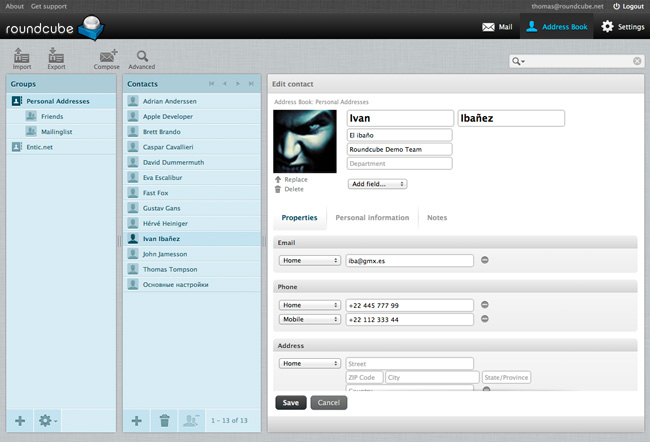 About Get support thomas@roundcube.net Logout
roundcube Mail Address Book Settings
Import Export Compose Advanced
Groups
Personal Addresses
Friends
Mailinglist
Entic.net
Contacts
Adrian Anderssen
Apple Developer
Brett Brando
Caspar Cavallieri
David Dummermuth
Eva Escalibur
Fast Fox
Gustav Gans
Hérvé Heiniger
Ivan Ibañez
John Jamesson
Thomas Tompson
Основные настройки
1 – 13 of 13
Edit contact
Address Book: Personal Addresses
Ivan Ibañez
El ibaño
Roundcube Demo Team
Department
Replace
Delete
Add field...
Properties Personal information Notes
Email
Home iba@gmx.es
Phone
Home +22 445 777 99
Mobile +22 112 333 44
Address
Home Street
ZIP Code City State/Province
Country
Save Cancel